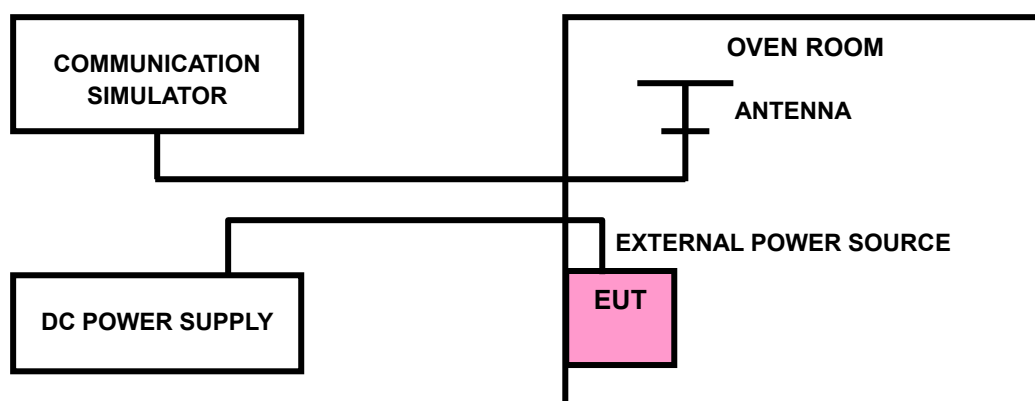 COMMUNICATION
SIMULATOR
OVEN ROOM
ANTENNA
EXTERNAL POWER SOURCE
DC POWER SUPPLY
EUT